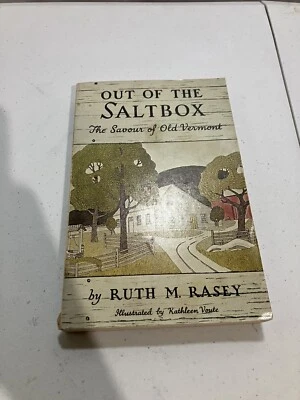 OUT OF THE
SALTBOX
The Savour of Old Vermont
by RUTH M. RASEY
Illustrated by Kathleen Voute